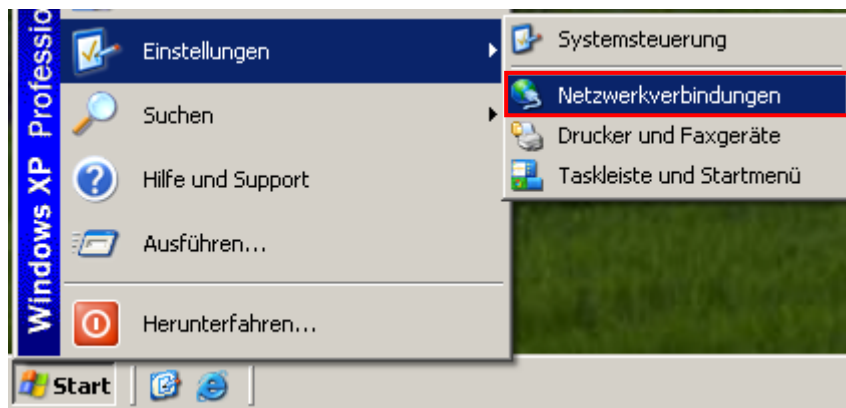 Einstellungen
Suchen
Hilfe und Support
Ausführen...
Herunterfahren...
Systemsteuerung
Netzwerkverbindungen
Drucker und Faxgeräte
Taskleiste und Startmenü
Windows XP Professio
Start